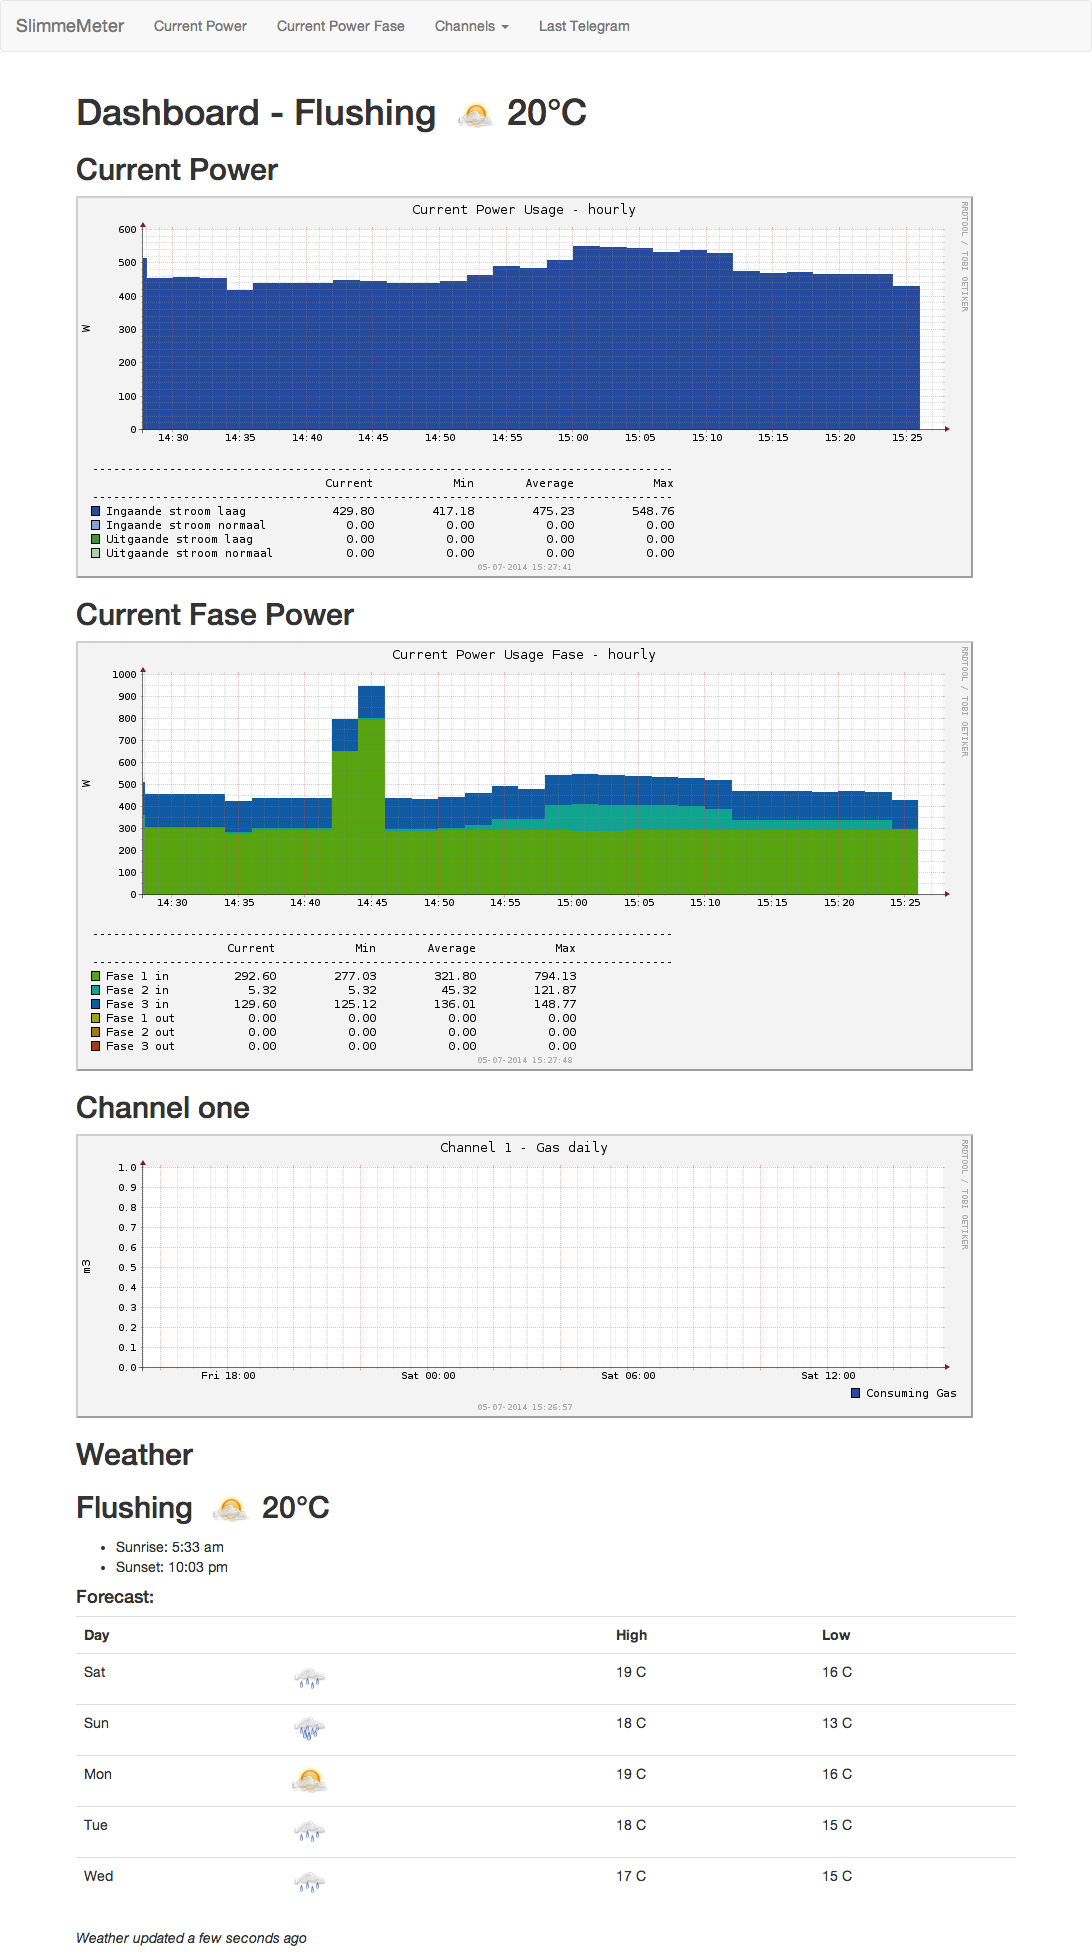 SlimmeMeter Current Power Current Power Fase Channels Last Telegram
Dashboard - Flushing 20°C
Current Power
Current Power Usage - hourly
RRDTOOL / TOBI OETIKER
W
600
500
400
300
200
100
0
14:30 14:35 14:40 14:45 14:50 14:55 15:00 15:05 15:10 15:15 15:20 15:25
Current Min Average Max
Ingaande stroom laag 429.80 417.18 475.23 548.76
Ingaande stroom normaal 0.00 0.00 0.00 0.00
Uitgaande stroom laag 0.00 0.00 0.00 0.00
Uitgaande stroom normaal 0.00 0.00 0.00 0.00
05-07-2014 15:27:41
Current Fase Power
Current Power Usage Fase - hourly
RRDTOOL / TOBI OETIKER
W
1000
900
800
700
600
500
400
300
200
100
0
14:30 14:35 14:40 14:45 14:50 14:55 15:00 15:05 15:10 15:15 15:20 15:25
Current Min Average Max
Fase 1 in 292.60 277.03 321.80 794.13
Fase 2 in 5.32 5.32 45.32 121.87
Fase 3 in 129.60 125.12 136.01 148.77
Fase 1 out 0.00 0.00 0.00 0.00
Fase 2 out 0.00 0.00 0.00 0.00
Fase 3 out 0.00 0.00 0.00 0.00
05-07-2014 15:27:48
Channel one
Channel 1 - Gas daily
RRDTOOL / TOBI OETIKER
m3
1.0
0.9
0.8
0.7
0.6
0.5
0.4
0.3
0.2
0.1
0.0
Fri 18:00 Sat 00:00 Sat 06:00 Sat 12:00
Consuming Gas
05-07-2014 15:26:57
Weather
Flushing 20°C
• Sunrise: 5:33 am
• Sunset: 10:03 pm
Forecast:
Day High Low
Sat 19 C 16 C
Sun 18 C 13 C
Mon 19 C 16 C
Tue 18 C 15 C
Wed 17 C 15 C
Weather updated a few seconds ago